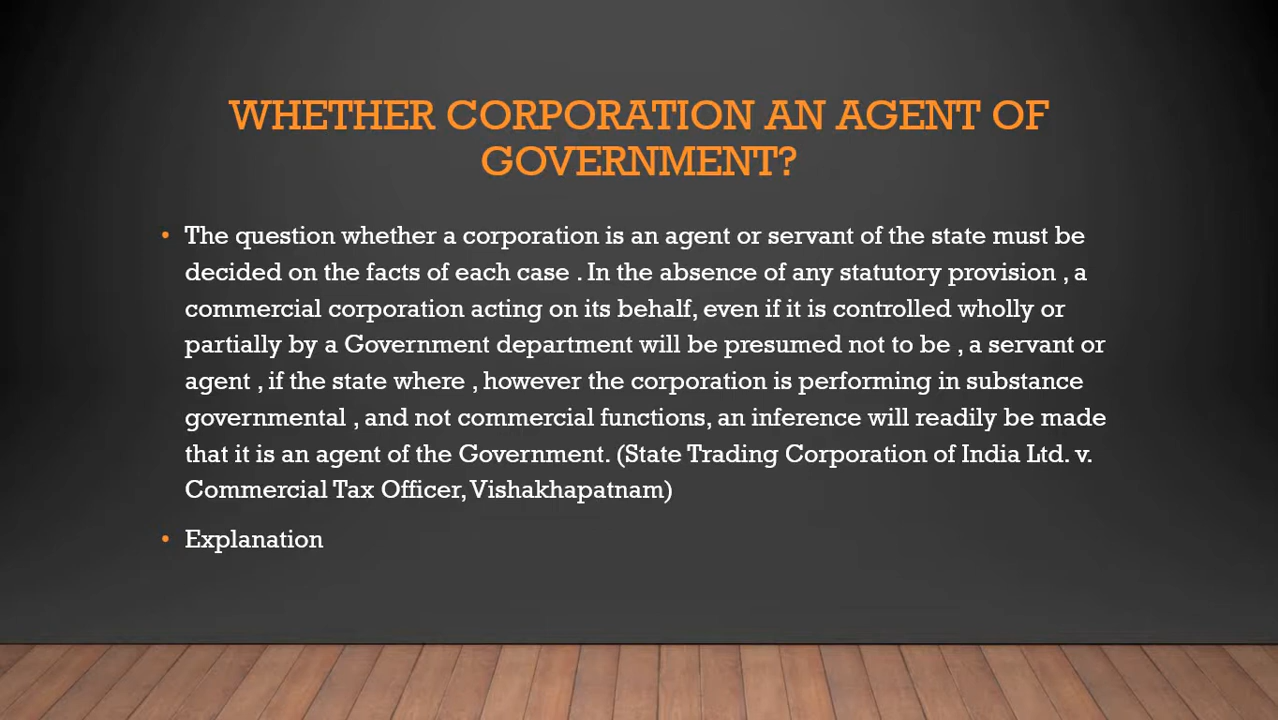 WHETHER CORPORATION AN AGENT OF
GOVERNMENT?
• The question whether a corporation is an agent or servant of the state must be
decided on the facts of each case . In the absence of any statutory provision , a
commercial corporation acting on its behalf, even if it is controlled wholly or
partially by a Government department will be presumed not to be , a servant or
agent , if the state where , however the corporation is performing in substance
governmental , and not commercial functions, an inference will readily be made
that it is an agent of the Government. (State Trading Corporation of India Ltd. v.
Commercial Tax Officer, Vishakhapatnam)
• Explanation